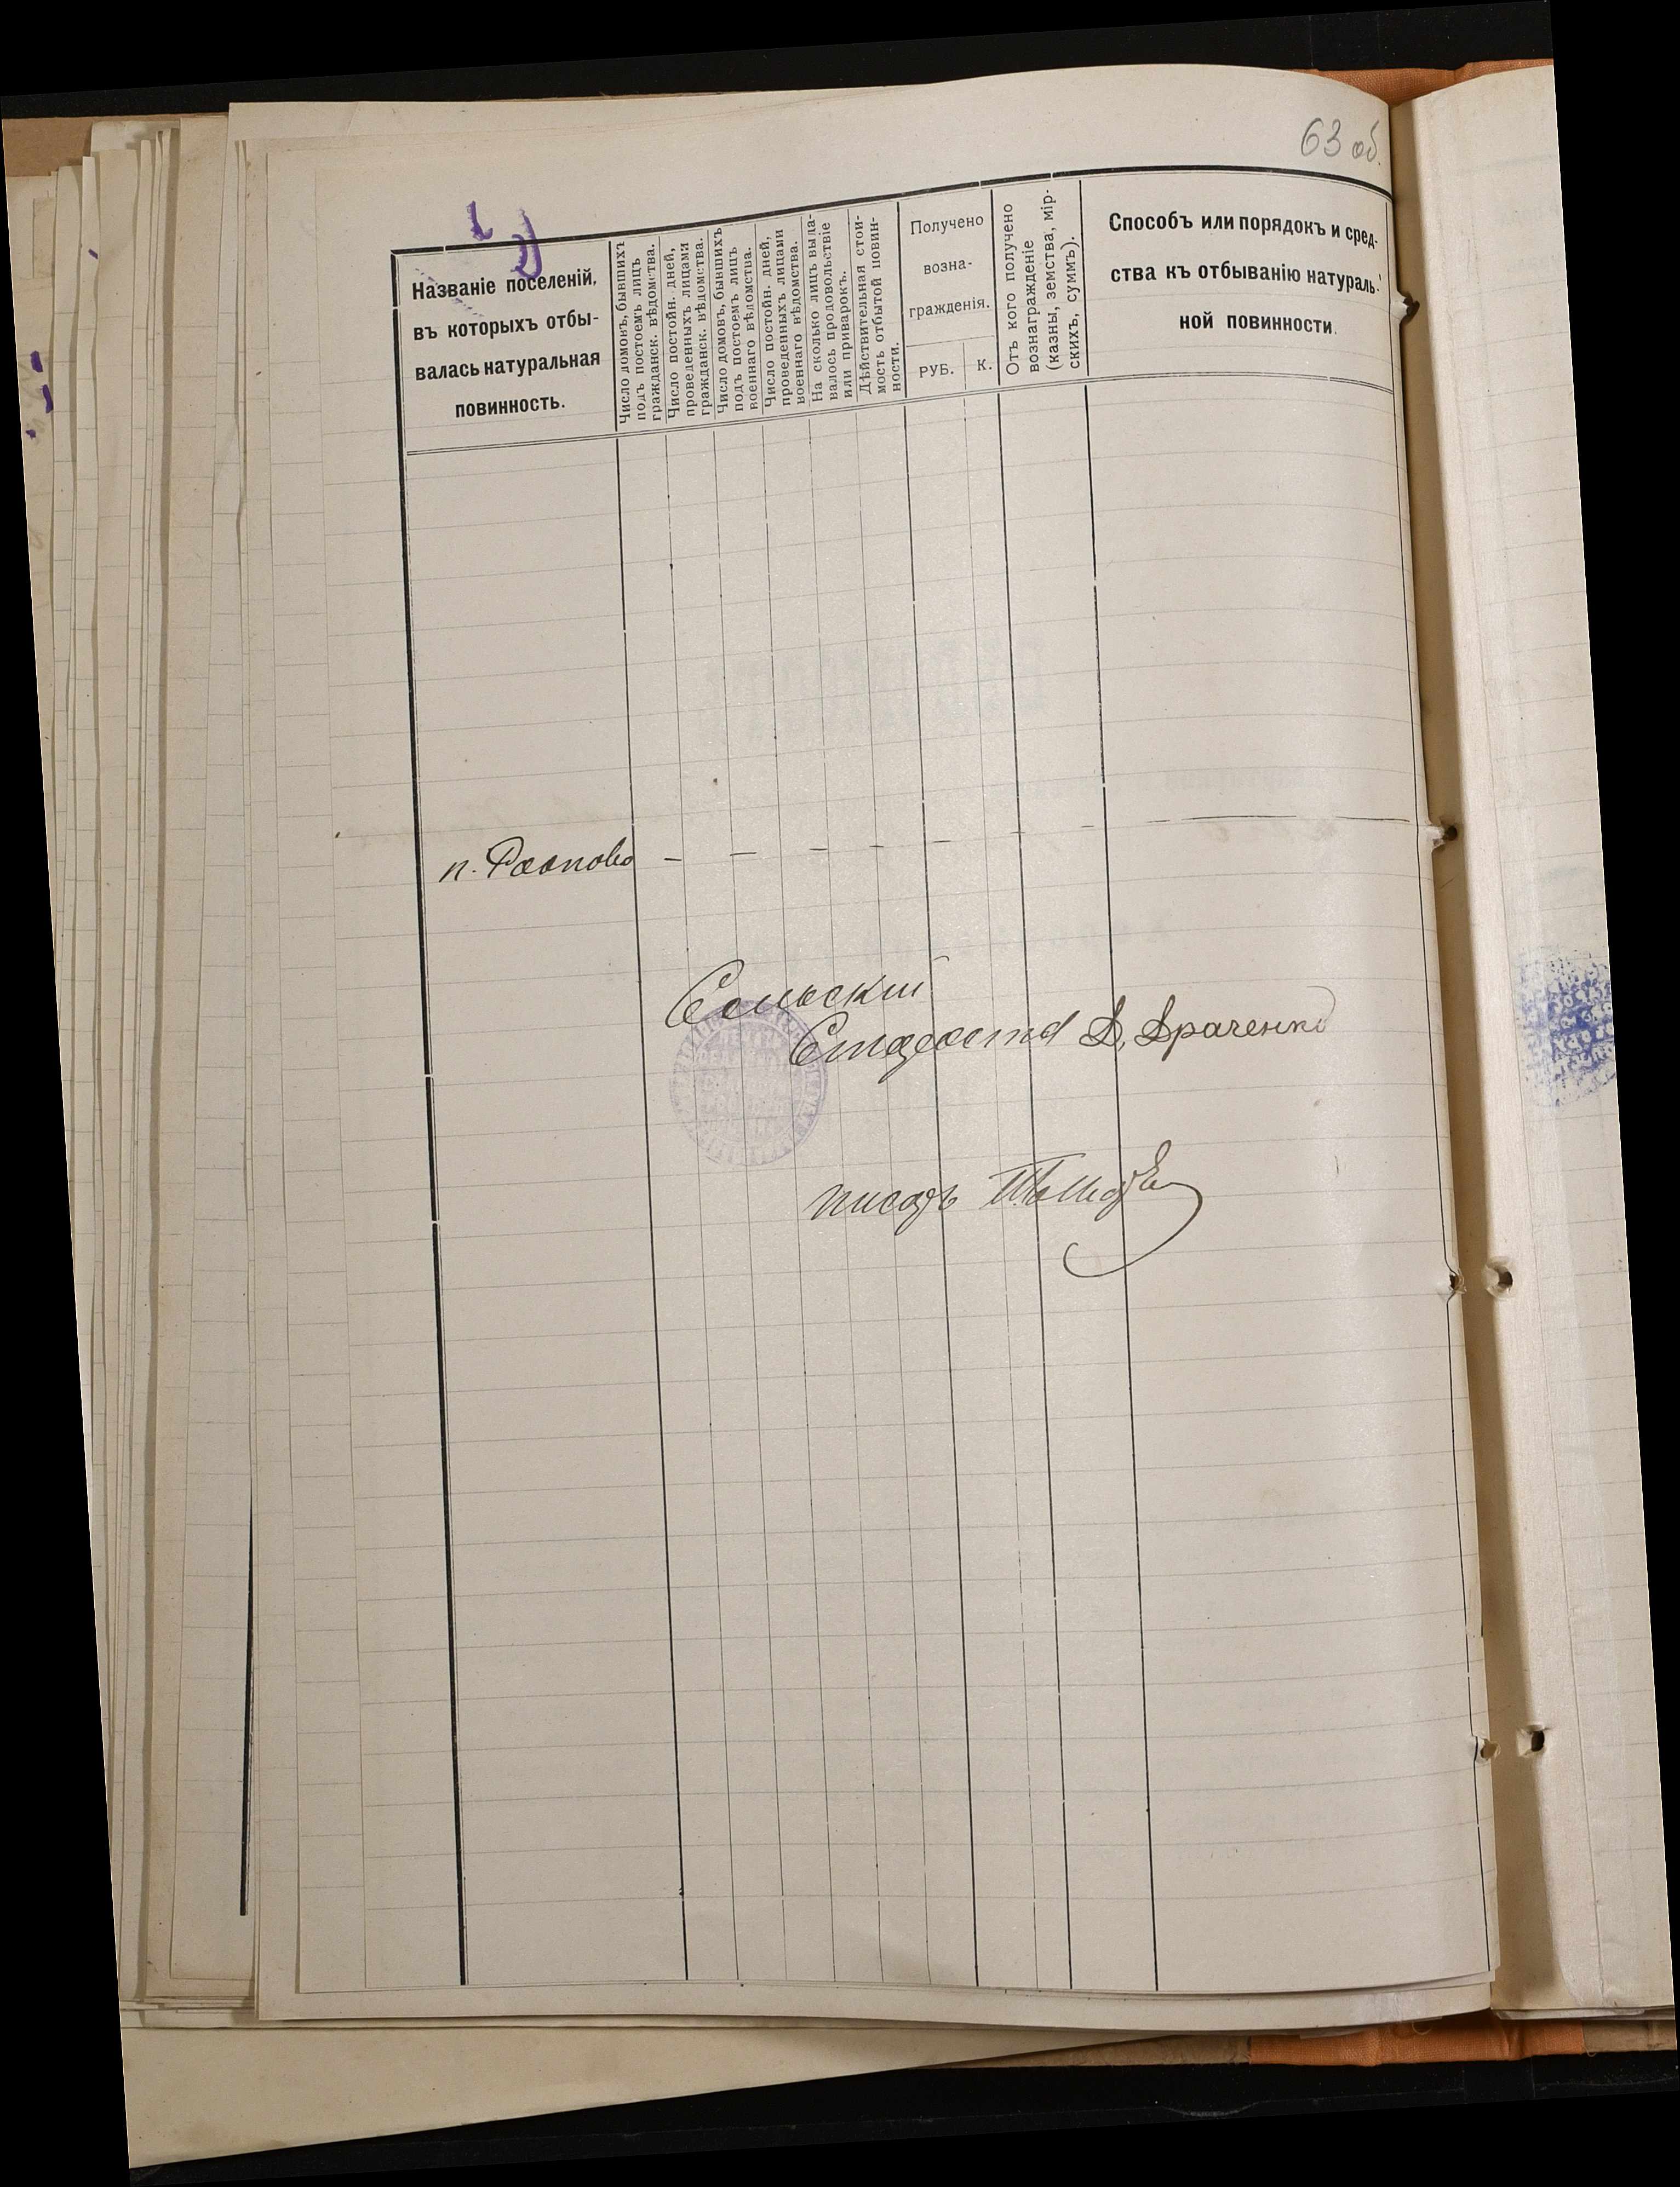 63 об.
Названіе поселеній,
въ которыхъ отбы-
валась натуральная
повинность.
Число домовъ, бывшихъ
подъ постоемъ лицъ
гражданск. вѣдомства.
Число постойн. дней,
проведенныхъ лицами
гражданск. вѣдомства.
Число домовъ, бывшихъ
подъ постоемъ лицъ
военнаго вѣдомства.
Число постойн. дней,
проведенныхъ лицами
военнаго вѣдомства.
На сколько лицъ выда-
валось продовольствіе
или приварокъ.
Дѣйствительная стои-
мость отбытой повин-
ности.
Получено
возна-
гражденія.
РУБ.
К.
Отъ кого получено
вознагражденіе
(казны, земства, мір-
скихъ, суммъ).
Способъ или порядокъ и сред-
ства къ отбыванію натураль-
ной повинности.
п. — — — — — — —
Сельскій
Староста Д. Драченко
писарь